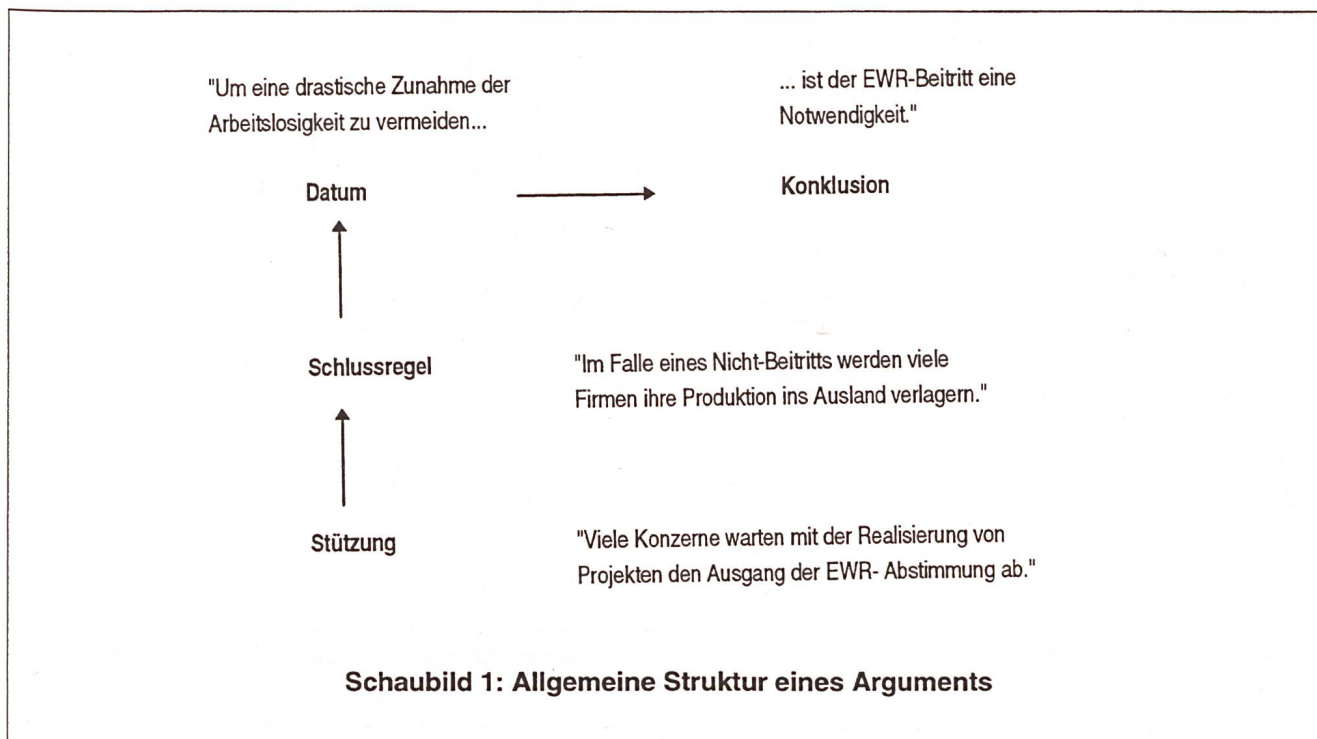 "Um eine drastische Zunahme der
Arbeitslosigkeit zu vermeiden...
... ist der EWR-Beitritt eine
Notwendigkeit."
Datum
Konklusion
Schlussregel
"Im Falle eines Nicht-Beitritts werden viele
Firmen ihre Produktion ins Ausland verlagern."
Stützung
"Viele Konzerne warten mit der Realisierung von
Projekten den Ausgang der EWR- Abstimmung ab."
Schaubild 1: Allgemeine Struktur eines Arguments